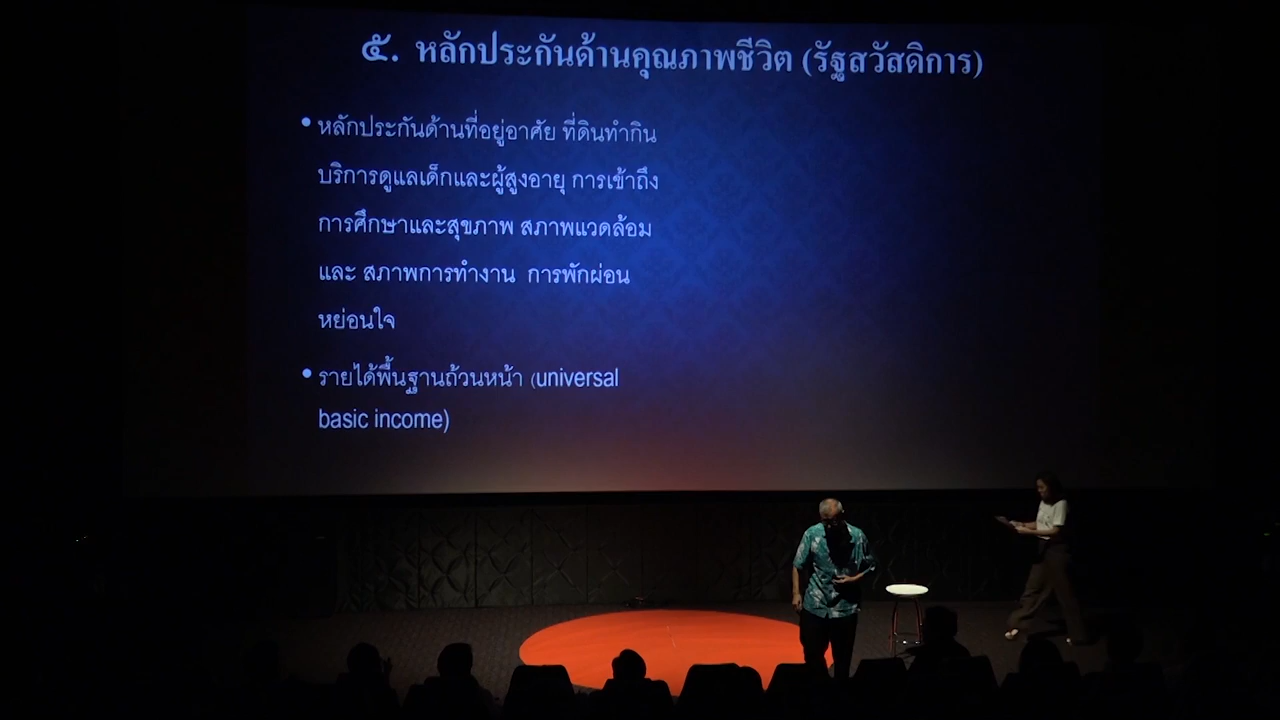 ๕. หลักประกันด้านคุณภาพชีวิต (รัฐสวัสดิการ)
• หลักประกันด้านที่อยู่อาศัย ที่ดินทำกิน
บริการดูแลเด็กและผู้สูงอายุ การเข้าถึง
การศึกษาและสุขภาพ สภาพแวดล้อม
และ สภาพการทำงาน การพักผ่อน
หย่อนใจ
• รายได้พื้นฐานถ้วนหน้า (universal
basic income)